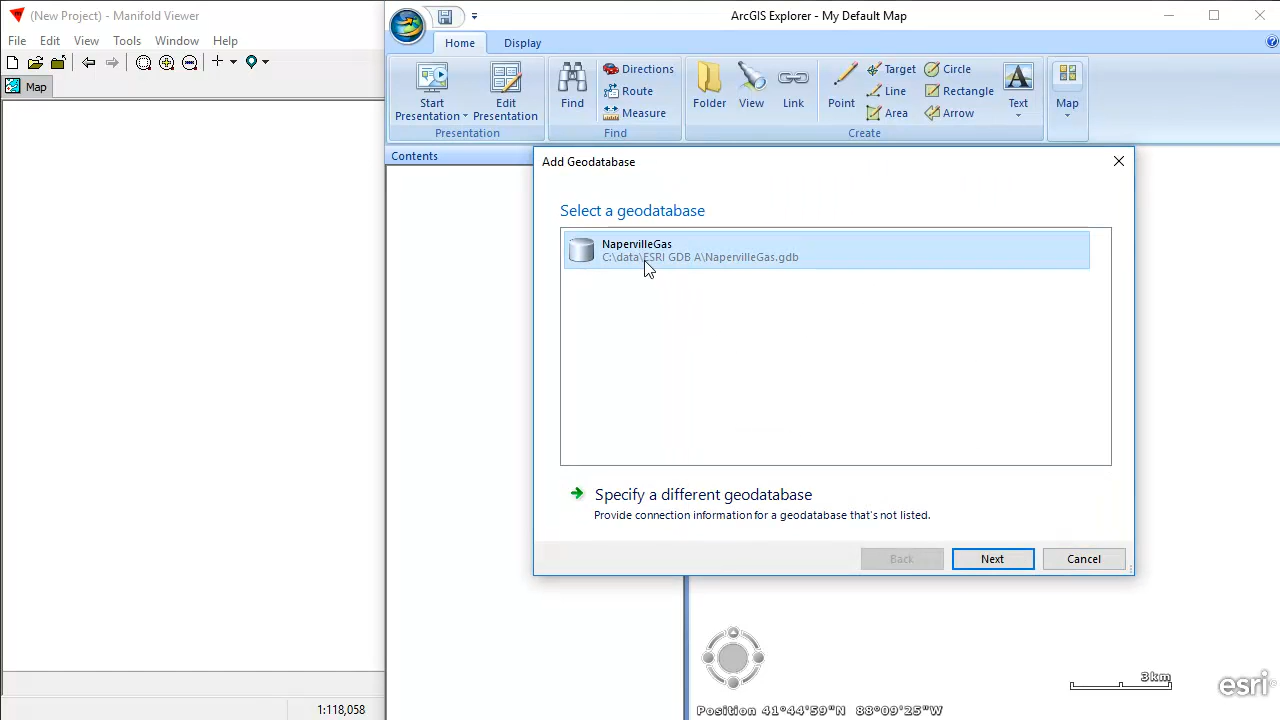 (New Project) - Manifold Viewer
File Edit View Tools Window Help
Map
1:118,058
ArcGIS Explorer - My Default Map
Home Display
Start Presentation
Edit Presentation
Presentation
Find
Directions
Route
Measure
Find
Folder
View
Link
Point
Target
Line
Area
Circle
Rectangle
Arrow
Text
Create
Map
Contents
Add Geodatabase
Select a geodatabase
NapervilleGas
C:\data\ESRI GDB A\NapervilleGas.gdb
Specify a different geodatabase
Provide connection information for a geodatabase that's not listed.
Back Next Cancel
3km
esri
Position 41°44'59"N 88°09'25"W